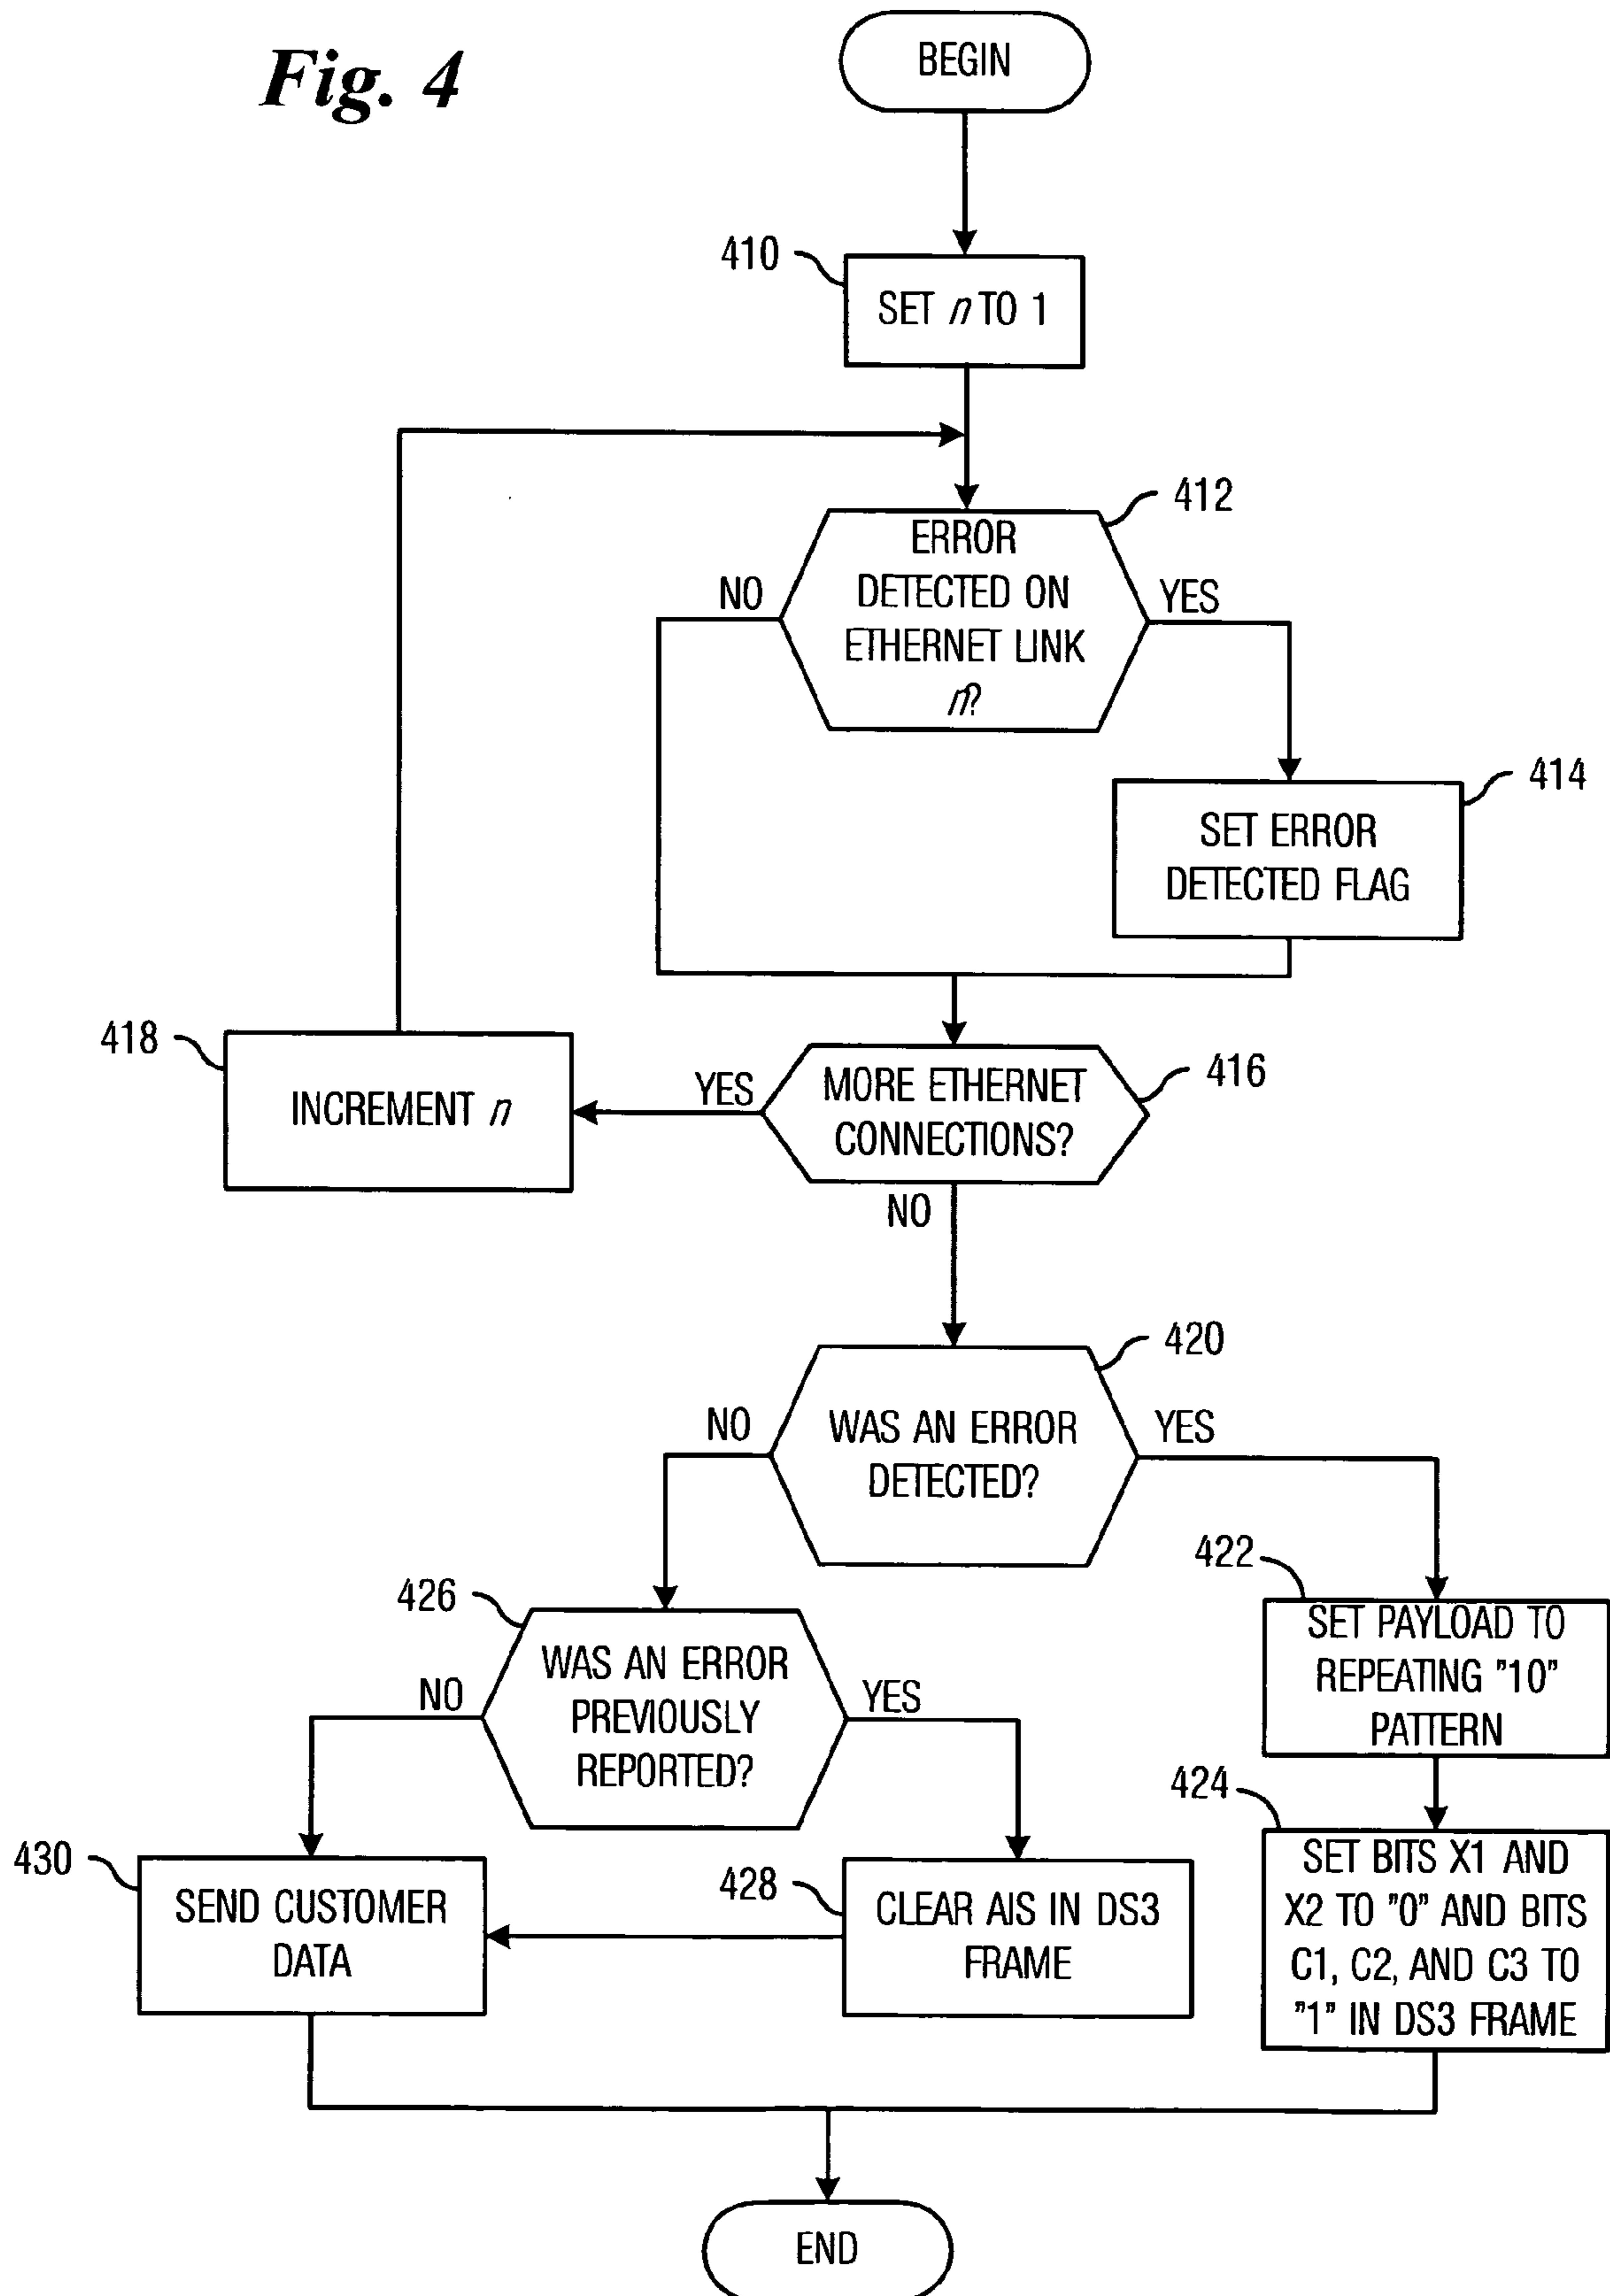 Fig. 4
BEGIN
410
SET n TO 1
412
ERROR
DETECTED ON
ETHERNET LINK
n?
NO
YES
414
SET ERROR
DETECTED FLAG
418
INCREMENT n
YES
MORE ETHERNET
CONNECTIONS?
416
NO
420
WAS AN ERROR
DETECTED?
NO
YES
422
SET PAYLOAD TO
REPEATING "10"
PATTERN
426
WAS AN ERROR
PREVIOUSLY
REPORTED?
NO
YES
424
SET BITS X1 AND
X2 TO "0" AND BITS
C1, C2, AND C3 TO
"1" IN DS3 FRAME
430
SEND CUSTOMER
DATA
428
CLEAR AIS IN DS3
FRAME
END